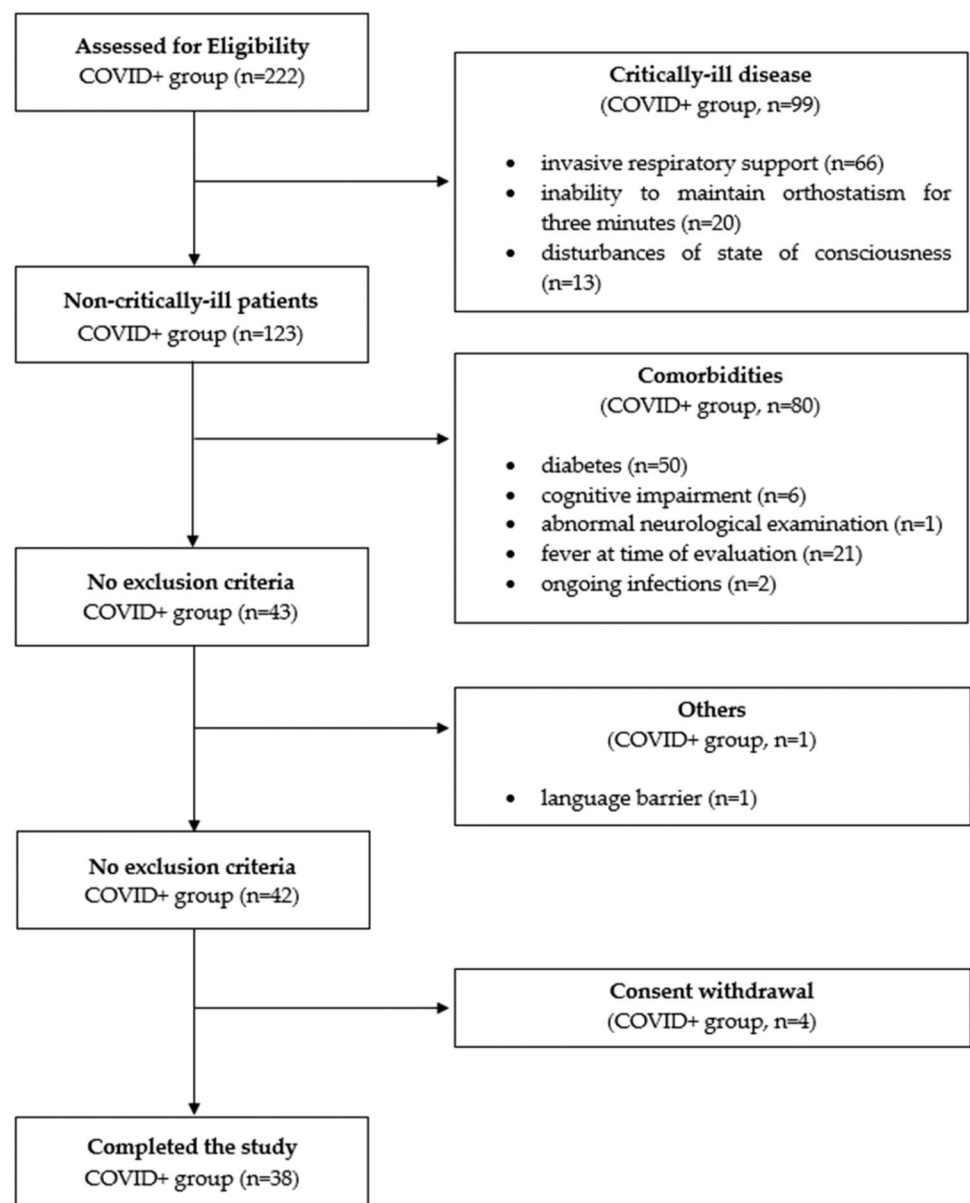 Assessed for Eligibility
COVID+ group (n=222)
Critically-ill disease
(COVID+ group, n=99)
• invasive respiratory support (n=66)
• inability to maintain orthostatism for
three minutes (n=20)
• disturbances of state of consciousness
(n=13)
Non-critically-ill patients
COVID+ group (n=123)
Comorbidities
(COVID+ group, n=80)
• diabetes (n=50)
• cognitive impairment (n=6)
• abnormal neurological examination (n=1)
• fever at time of evaluation (n=21)
• ongoing infections (n=2)
No exclusion criteria
COVID+ group (n=43)
Others
(COVID+ group, n=1)
• language barrier (n=1)
No exclusion criteria
COVID+ group (n=42)
Consent withdrawal
(COVID+ group, n=4)
Completed the study
COVID+ group (n=38)